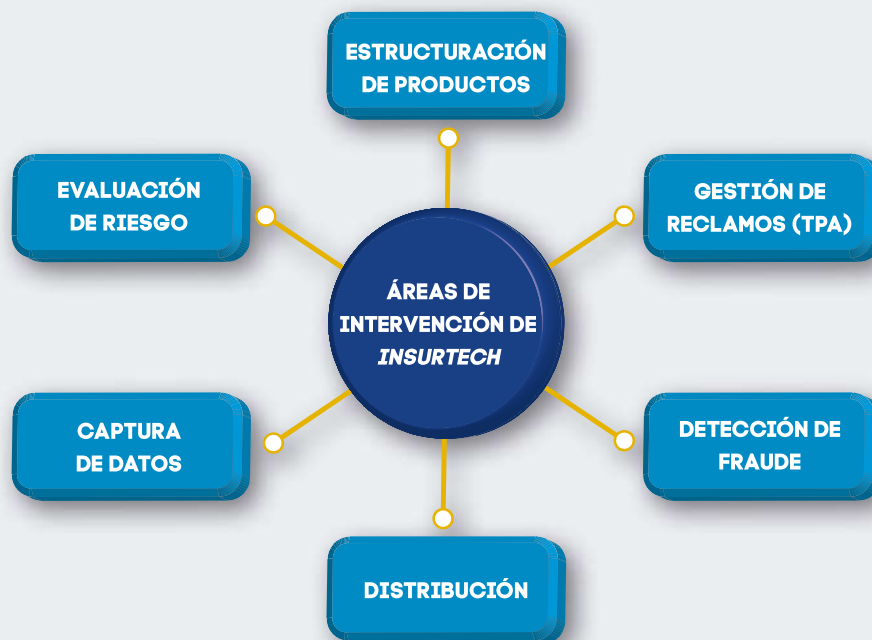 ESTRUCTURACIÓN
DE PRODUCTOS
EVALUACIÓN
DE RIESGO
GESTIÓN DE
RECLAMOS (TPA)
ÁREAS DE
INTERVENCIÓN DE
INSURTECH
CAPTURA
DE DATOS
DETECCIÓN DE
FRAUDE
DISTRIBUCIÓN